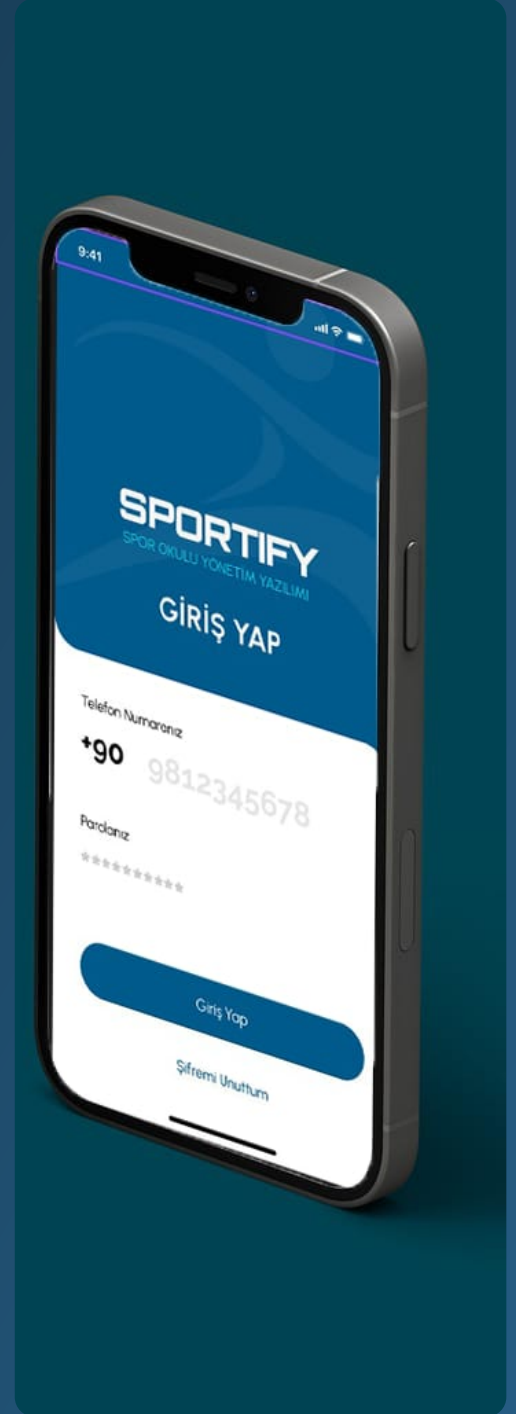 9:41
SPORTIFY
SPOR OKULU YÖNETİM YAZILIMI
GİRİŞ YAP
Telefon Numaranız
+90 9812345678
Parolanız
**********
Giriş Yap
Şifremi Unuttum